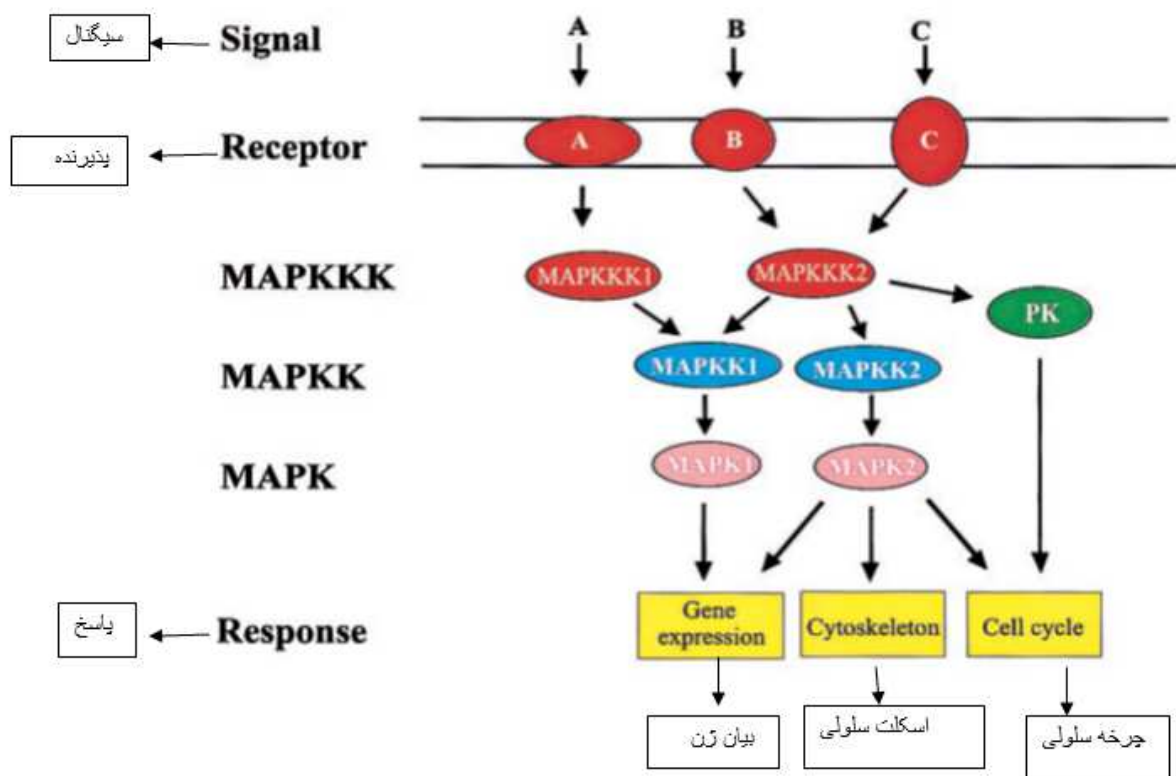 سیگنال
Signal
A B C
پذیرنده
Receptor
A B C
MAPKKK
MAPKKK1 MAPKKK2
PK
MAPKK
MAPKK1 MAPKK2
MAPK
MAPK1 MAPK2
پاسخ
Response
Gene
expression
Cytoskeleton
Cell cycle
بیان ژن
اسکلت سلولی
چرخه سلولی